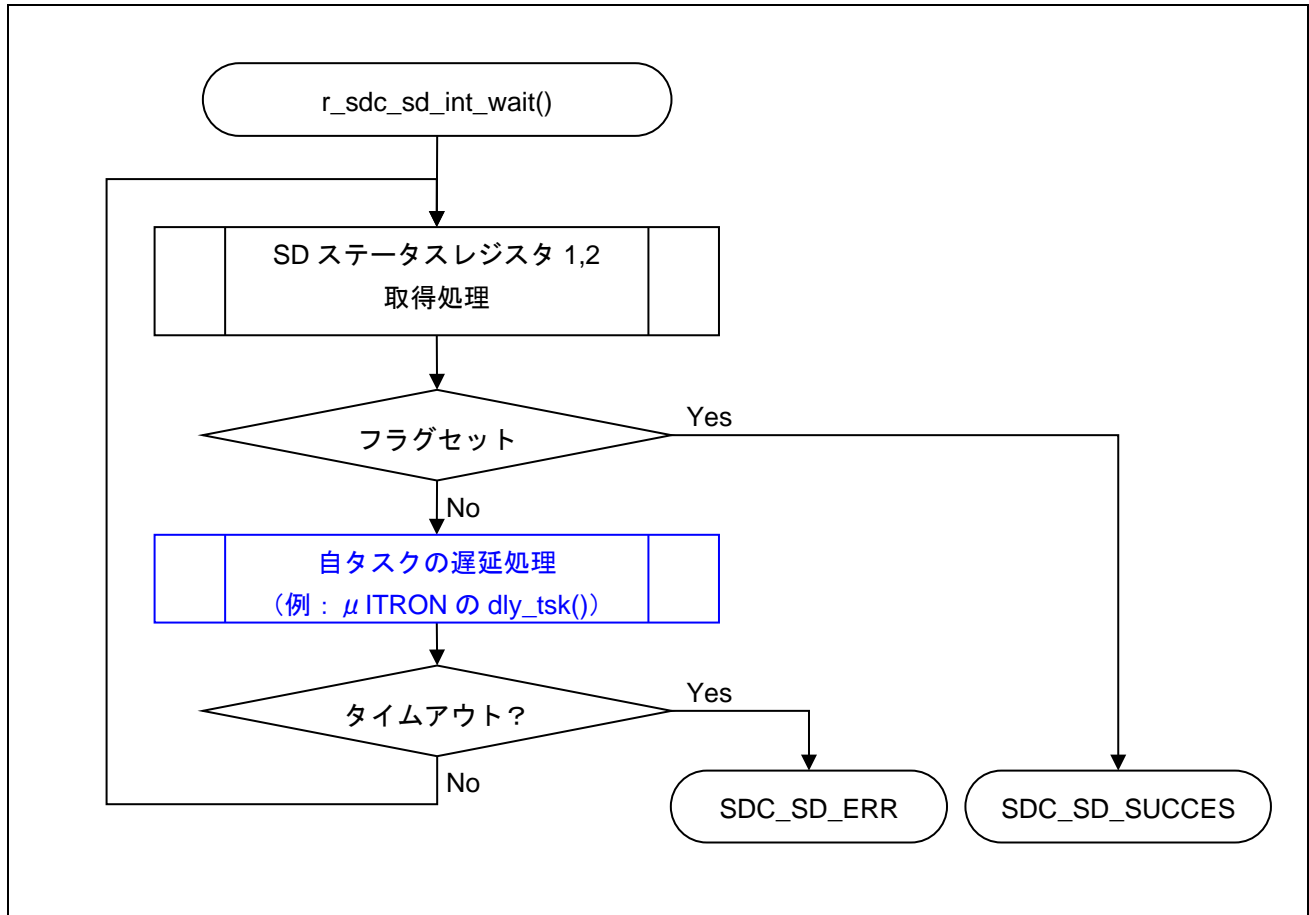 r_sdc_sd_int_wait()
SD ステータスレジスタ 1,2
取得処理
フラグセット
Yes
No
自タスクの遅延処理
（例：μITRON の dly_tsk()）
タイムアウト？
Yes
No
SDC_SD_ERR
SDC_SD_SUCCES